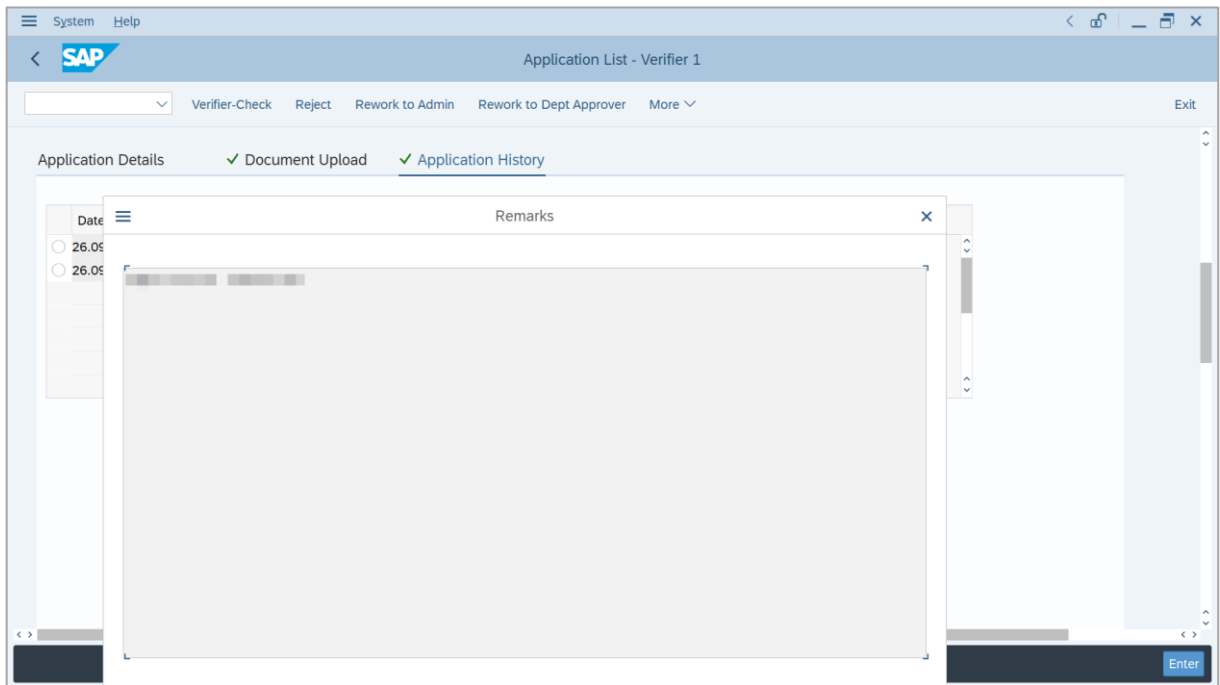 System Help
SAP Application List - Verifier 1
Verifier-Check Reject Rework to Admin Rework to Dept Approver More Exit
Application Details Document Upload Application History
Remarks
Date
26.09
26.09
Enter